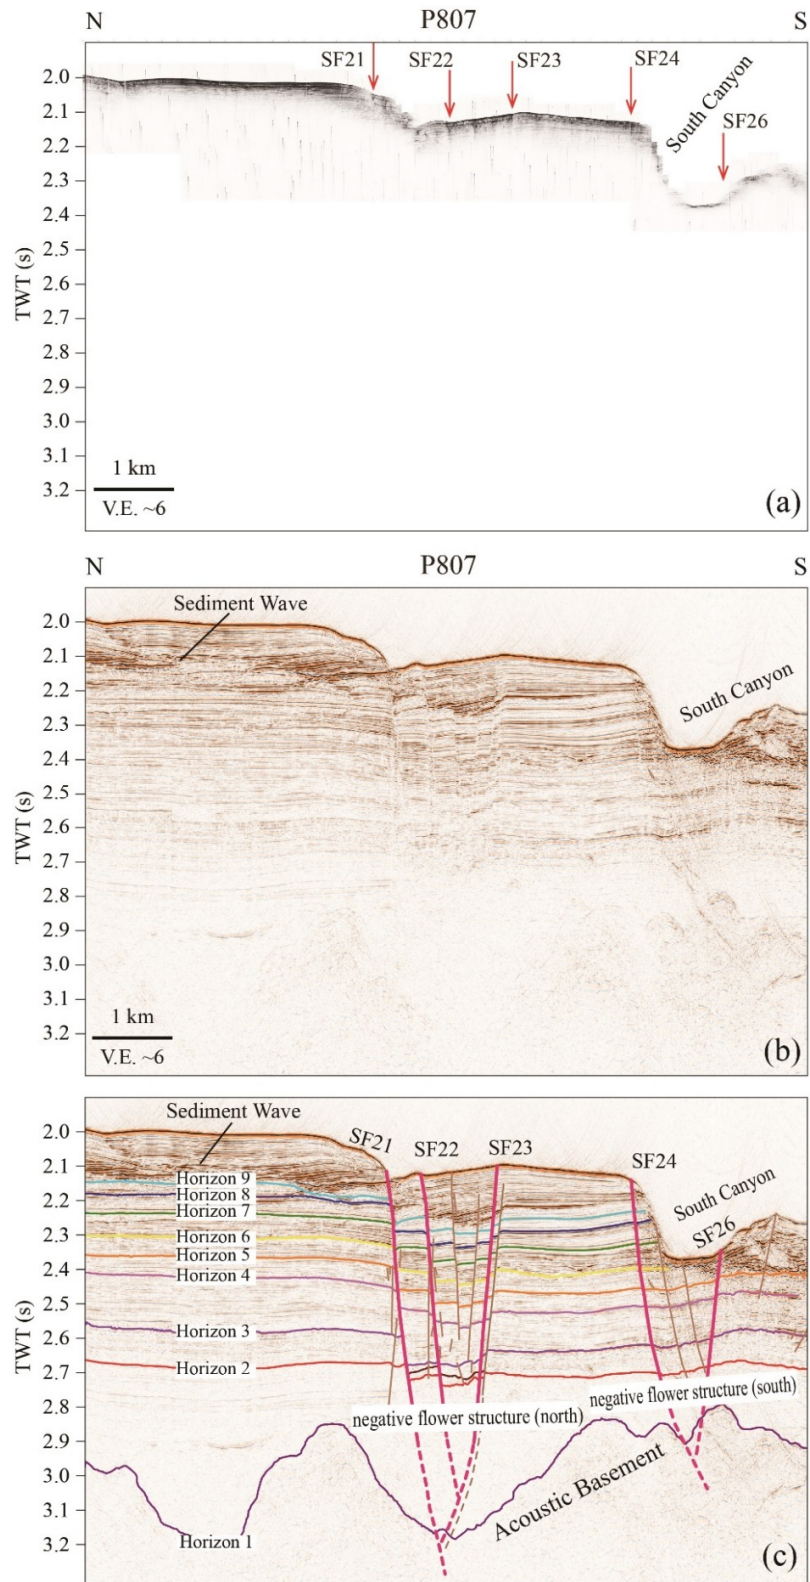 N P807 S
SF21 SF22 SF23 SF24
South Canyon
SF26
2.0
2.1
2.2
2.3
2.4
2.5
2.6
2.7
2.8
2.9
3.0
3.1
3.2
TWT (s)
1 km
V.E. ~6
(a)
N P807 S
Sediment Wave
South Canyon
2.0
2.1
2.2
2.3
2.4
2.5
2.6
2.7
2.8
2.9
3.0
3.1
3.2
TWT (s)
1 km
V.E. ~6
(b)
Sediment Wave
SF21 SF22 SF23 SF24
South Canyon
SF26
2.0
2.1
2.2
2.3
2.4
2.5
2.6
2.7
2.8
2.9
3.0
3.1
3.2
TWT (s)
Horizon 9
Horizon 8
Horizon 7
Horizon 6
Horizon 5
Horizon 4
Horizon 3
Horizon 2
negative flower structure (south)
negative flower structure (north)
Acoustic Basement
Horizon 1
(c)